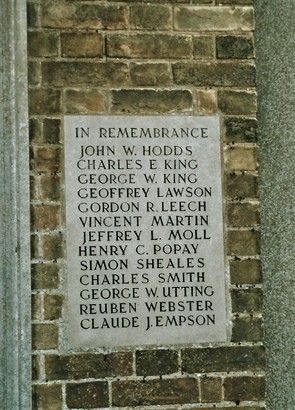 IN REMEMBRANCE
JOHN W. HODDS
CHARLES E KING
GEORGE W. KING
GEOFFREY LAWSON
GORDON R. LEECH
VINCENT MARTIN
JEFFREY L. MOLL
HENRY C. POPAY
SIMON SHEALES
CHARLES SMITH
GEORGE W. UTTING
REUBEN WEBSTER
CLAUDE J. EMPSON